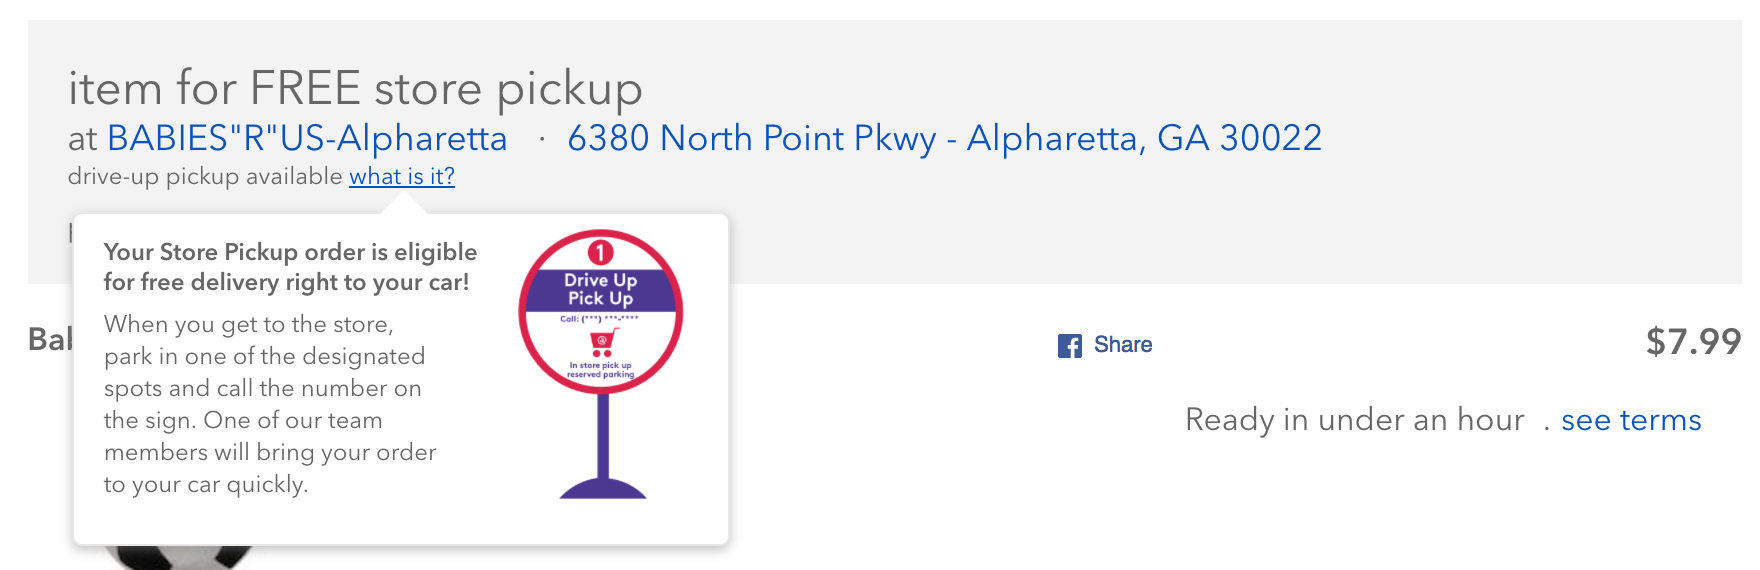 item for FREE store pickup
at BABIES"R"US-Alpharetta · 6380 North Point Pkwy - Alpharetta, GA 30022
drive-up pickup available what is it?
Your Store Pickup order is eligible
for free delivery right to your car!
When you get to the store,
park in one of the designated
spots and call the number on
the sign. One of our team
members will bring your order
to your car quickly.
1
Drive Up
Pick Up
Call: (***) ***-****
In store pick up
reserved parking
Share
$7.99
Ready in under an hour . see terms